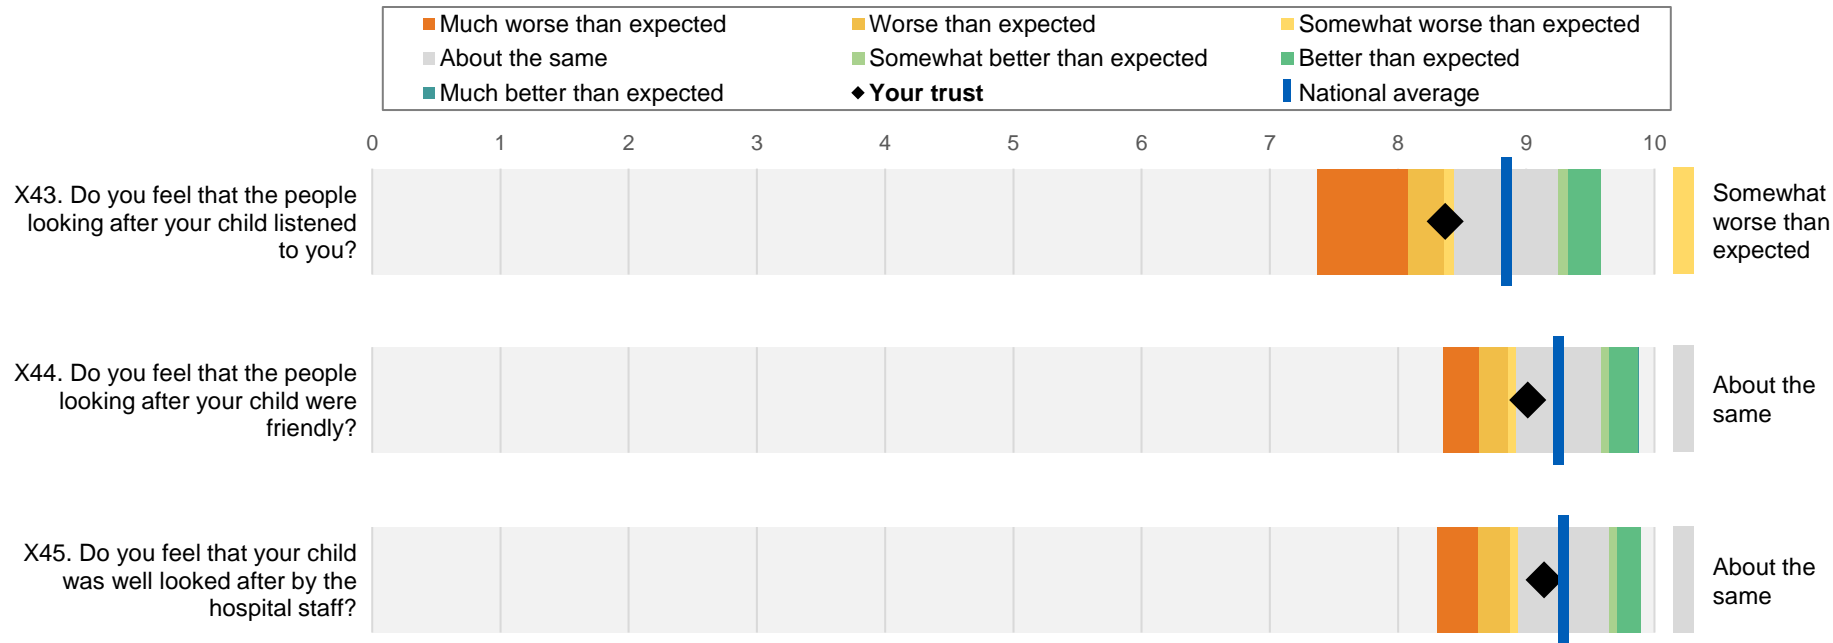 Much worse than expected
Worse than expected
Somewhat worse than expected
About the same
Somewhat better than expected
Better than expected
Much better than expected
Your trust
National average
0 1 2 3 4 5 6 7 8 9 10
X43. Do you feel that the people
looking after your child listened
to you?
Somewhat
worse than
expected
X44. Do you feel that the people
looking after your child were
friendly?
About the
same
X45. Do you feel that your child
was well looked after by the
hospital staff?
About the
same